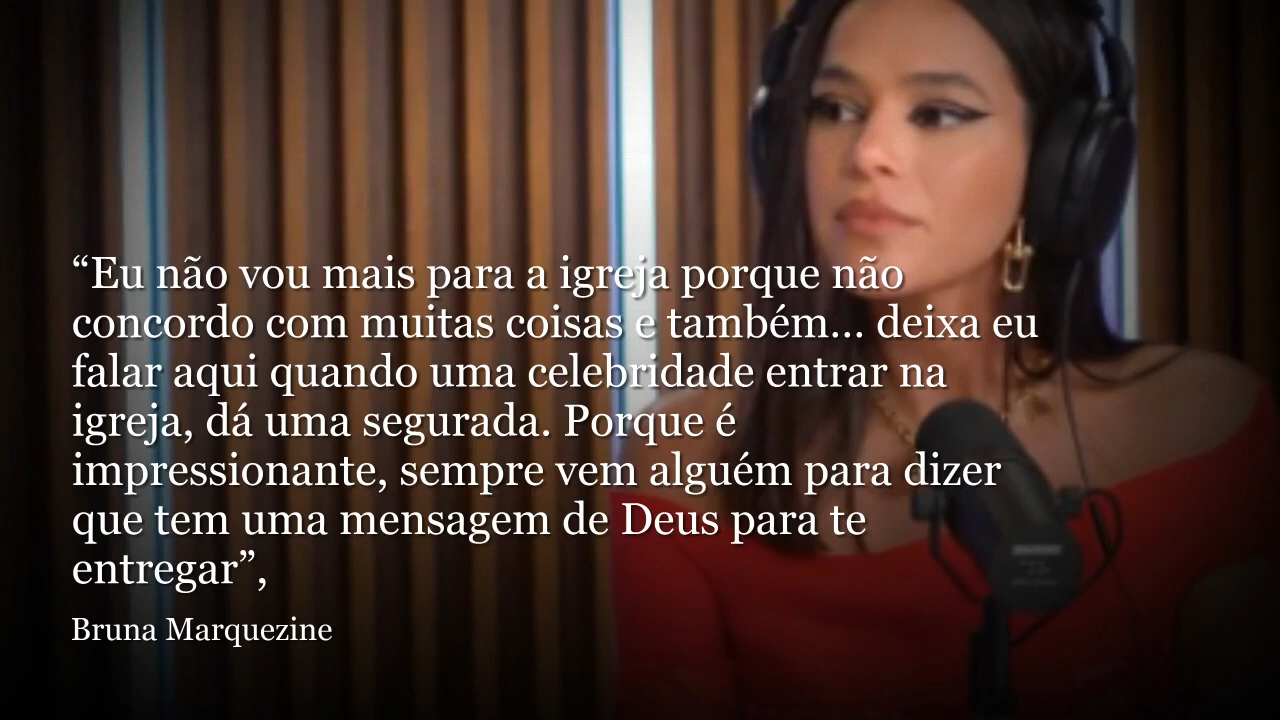 “Eu não vou mais para a igreja porque não
concordo com muitas coisas e também... deixa eu
falar aqui quando uma celebridade entrar na
igreja, dá uma segurada. Porque é
impressionante, sempre vem alguém para dizer
que tem uma mensagem de Deus para te
entregar”,
Bruna Marquezine